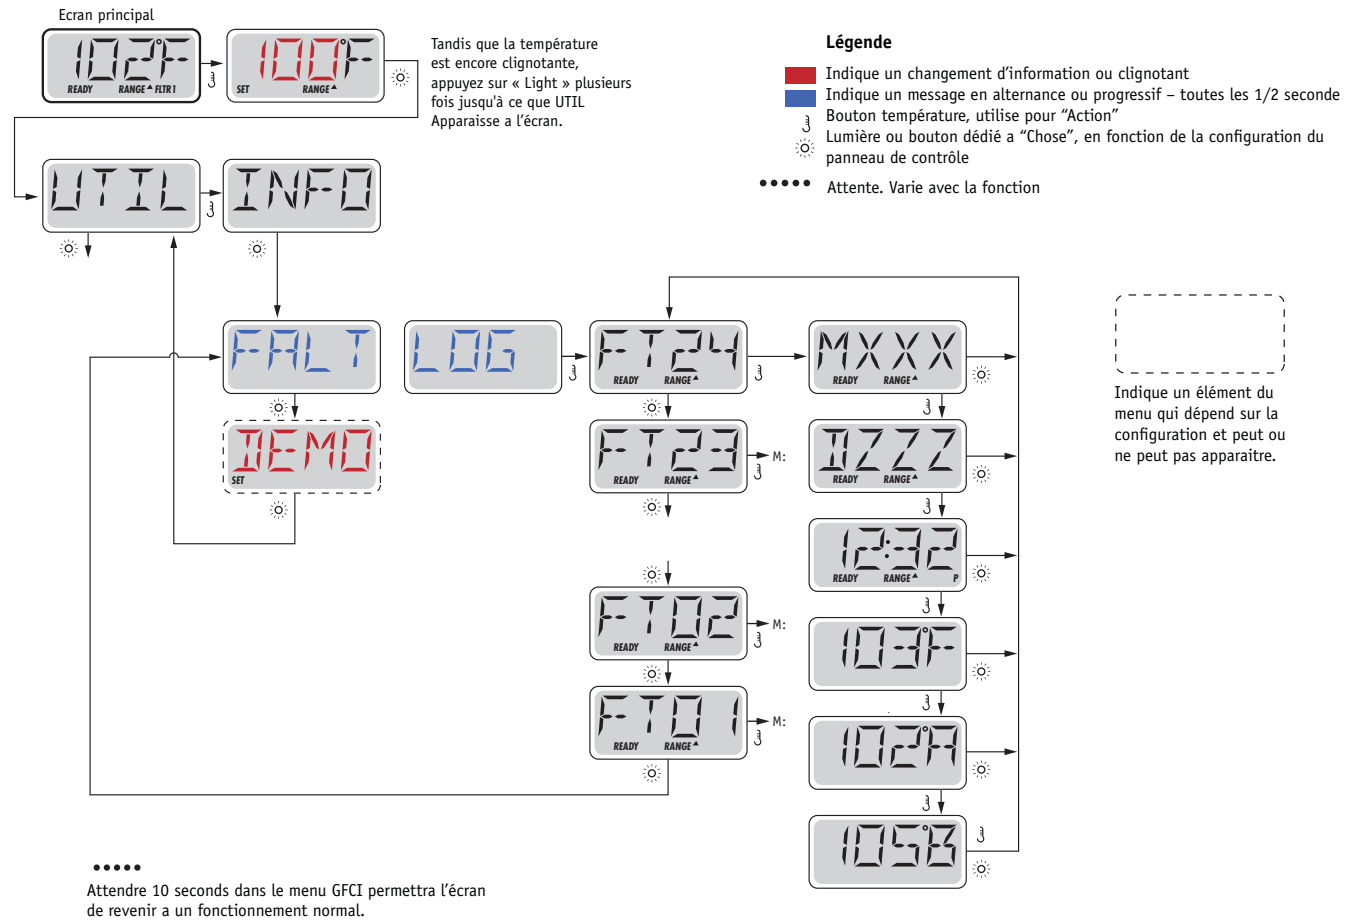 Ecran principal
102°F
READY RANGE FLTR1
100°F
SET RANGE
Tandis que la température
est encore clignotante,
appuyez sur « Light » plusieurs
fois jusqu'à ce que UTIL
Apparaisse a l'écran.
Légende
Indique un changement d'information ou clignotant
Indique un message en alternance ou progressif – toutes les 1/2 seconde
Bouton température, utilise pour "Action"
Lumière ou bouton dédié a "Chose", en fonction de la configuration du
panneau de contrôle
Attente. Varie avec la fonction
UTIL
INFO
FALT
LOG
FT24
READY RANGE
MXXX
READY RANGE
DEMO
SET
FT23
READY RANGE
M:
DZZZ
READY RANGE
12:32
READY RANGE P
FT02
READY RANGE
M:
103°F
FT01
READY RANGE
M:
102°A
105°B
Indique un élément du
menu qui dépend sur la
configuration et peut ou
ne peut pas apparaitre.
Attendre 10 seconds dans le menu GFCI permettra l'écran
de revenir a un fonctionnement normal.